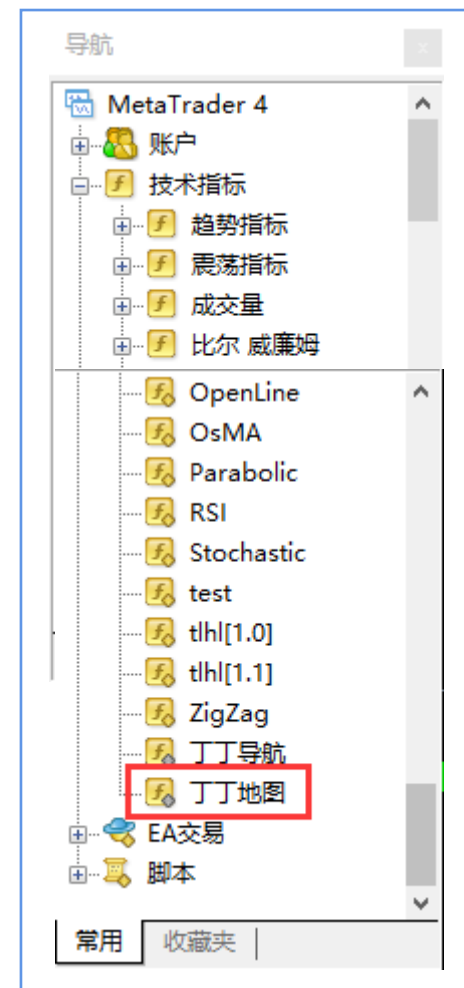 导航
MetaTrader 4
账户
技术指标
趋势指标
震荡指标
成交量
比尔 威廉姆
OpenLine
OsMA
Parabolic
RSI
Stochastic
test
tlhl[1.0]
tlhl[1.1]
ZigZag
丁丁导航
丁丁地图
EA交易
脚本
常用 收藏夹